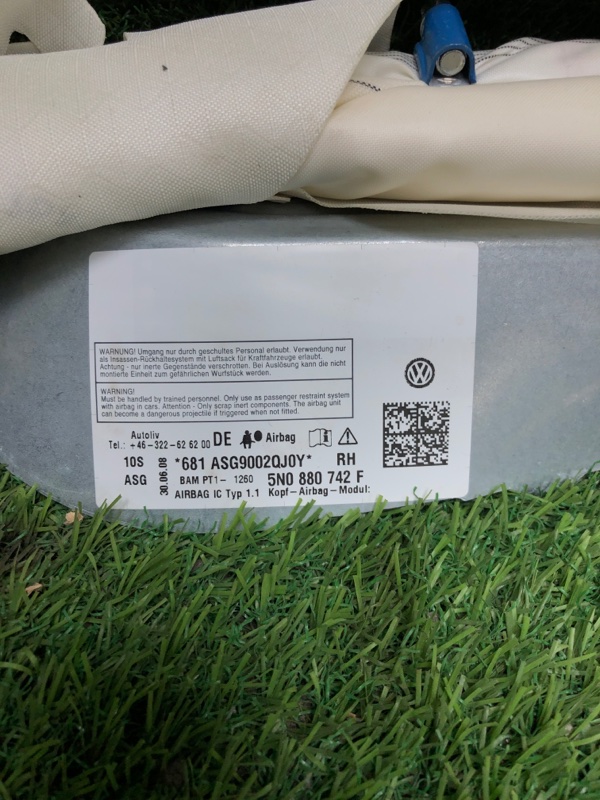 WARNUNG! Umgang nur durch geschultes Personal erlaubt. Verwendung nur
als Insassen-Rückhaltesystem mit Luftsack für Kraftfahrzeuge erlaubt.
Achtung - nur inerte Gegenstände verschrotten. Bei Auslösung kann die nicht
montierte Einheit zum gefährlichen Wurfstück werden.
WARNING!
Must be handled by trained personnel. Only use as passenger restraint system
with airbag in cars. Attention - Only scrap inert components. The airbag unit
can become a dangerous projectile if triggered when not fitted.
Autoliv
Tel.: +46-322-62 62 00 DE Airbag
10S *681 ASG9002QJ0Y* RH
ASG 30.06.08 BAM PT1- 1260 5N0 880 742 F
AIRBAG IC Typ 1.1 Kopf-Airbag-Modul: